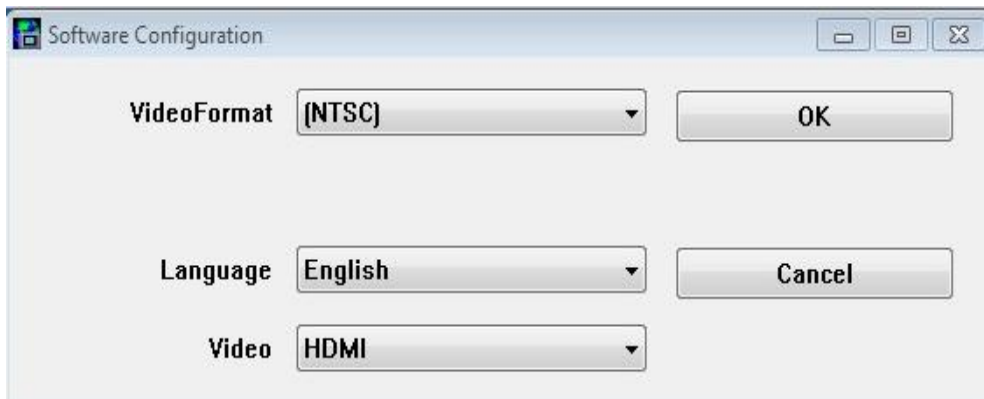 Software Configuration
VideoFormat (NTSC) OK
Language English Cancel
Video HDMI